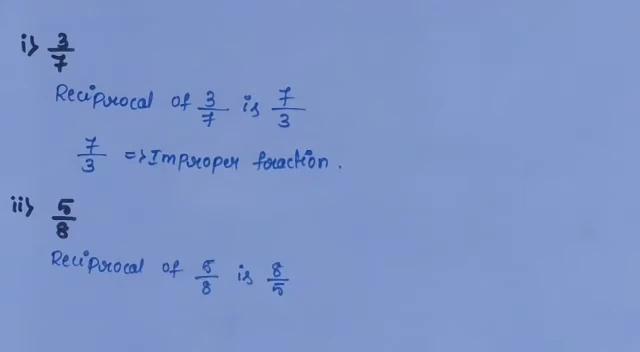 i) 3/7
Reciprocal of 3/7 is 7/3
7/3 => Improper fraction.
ii) 5/8
Reciprocal of 5/8 is 8/5